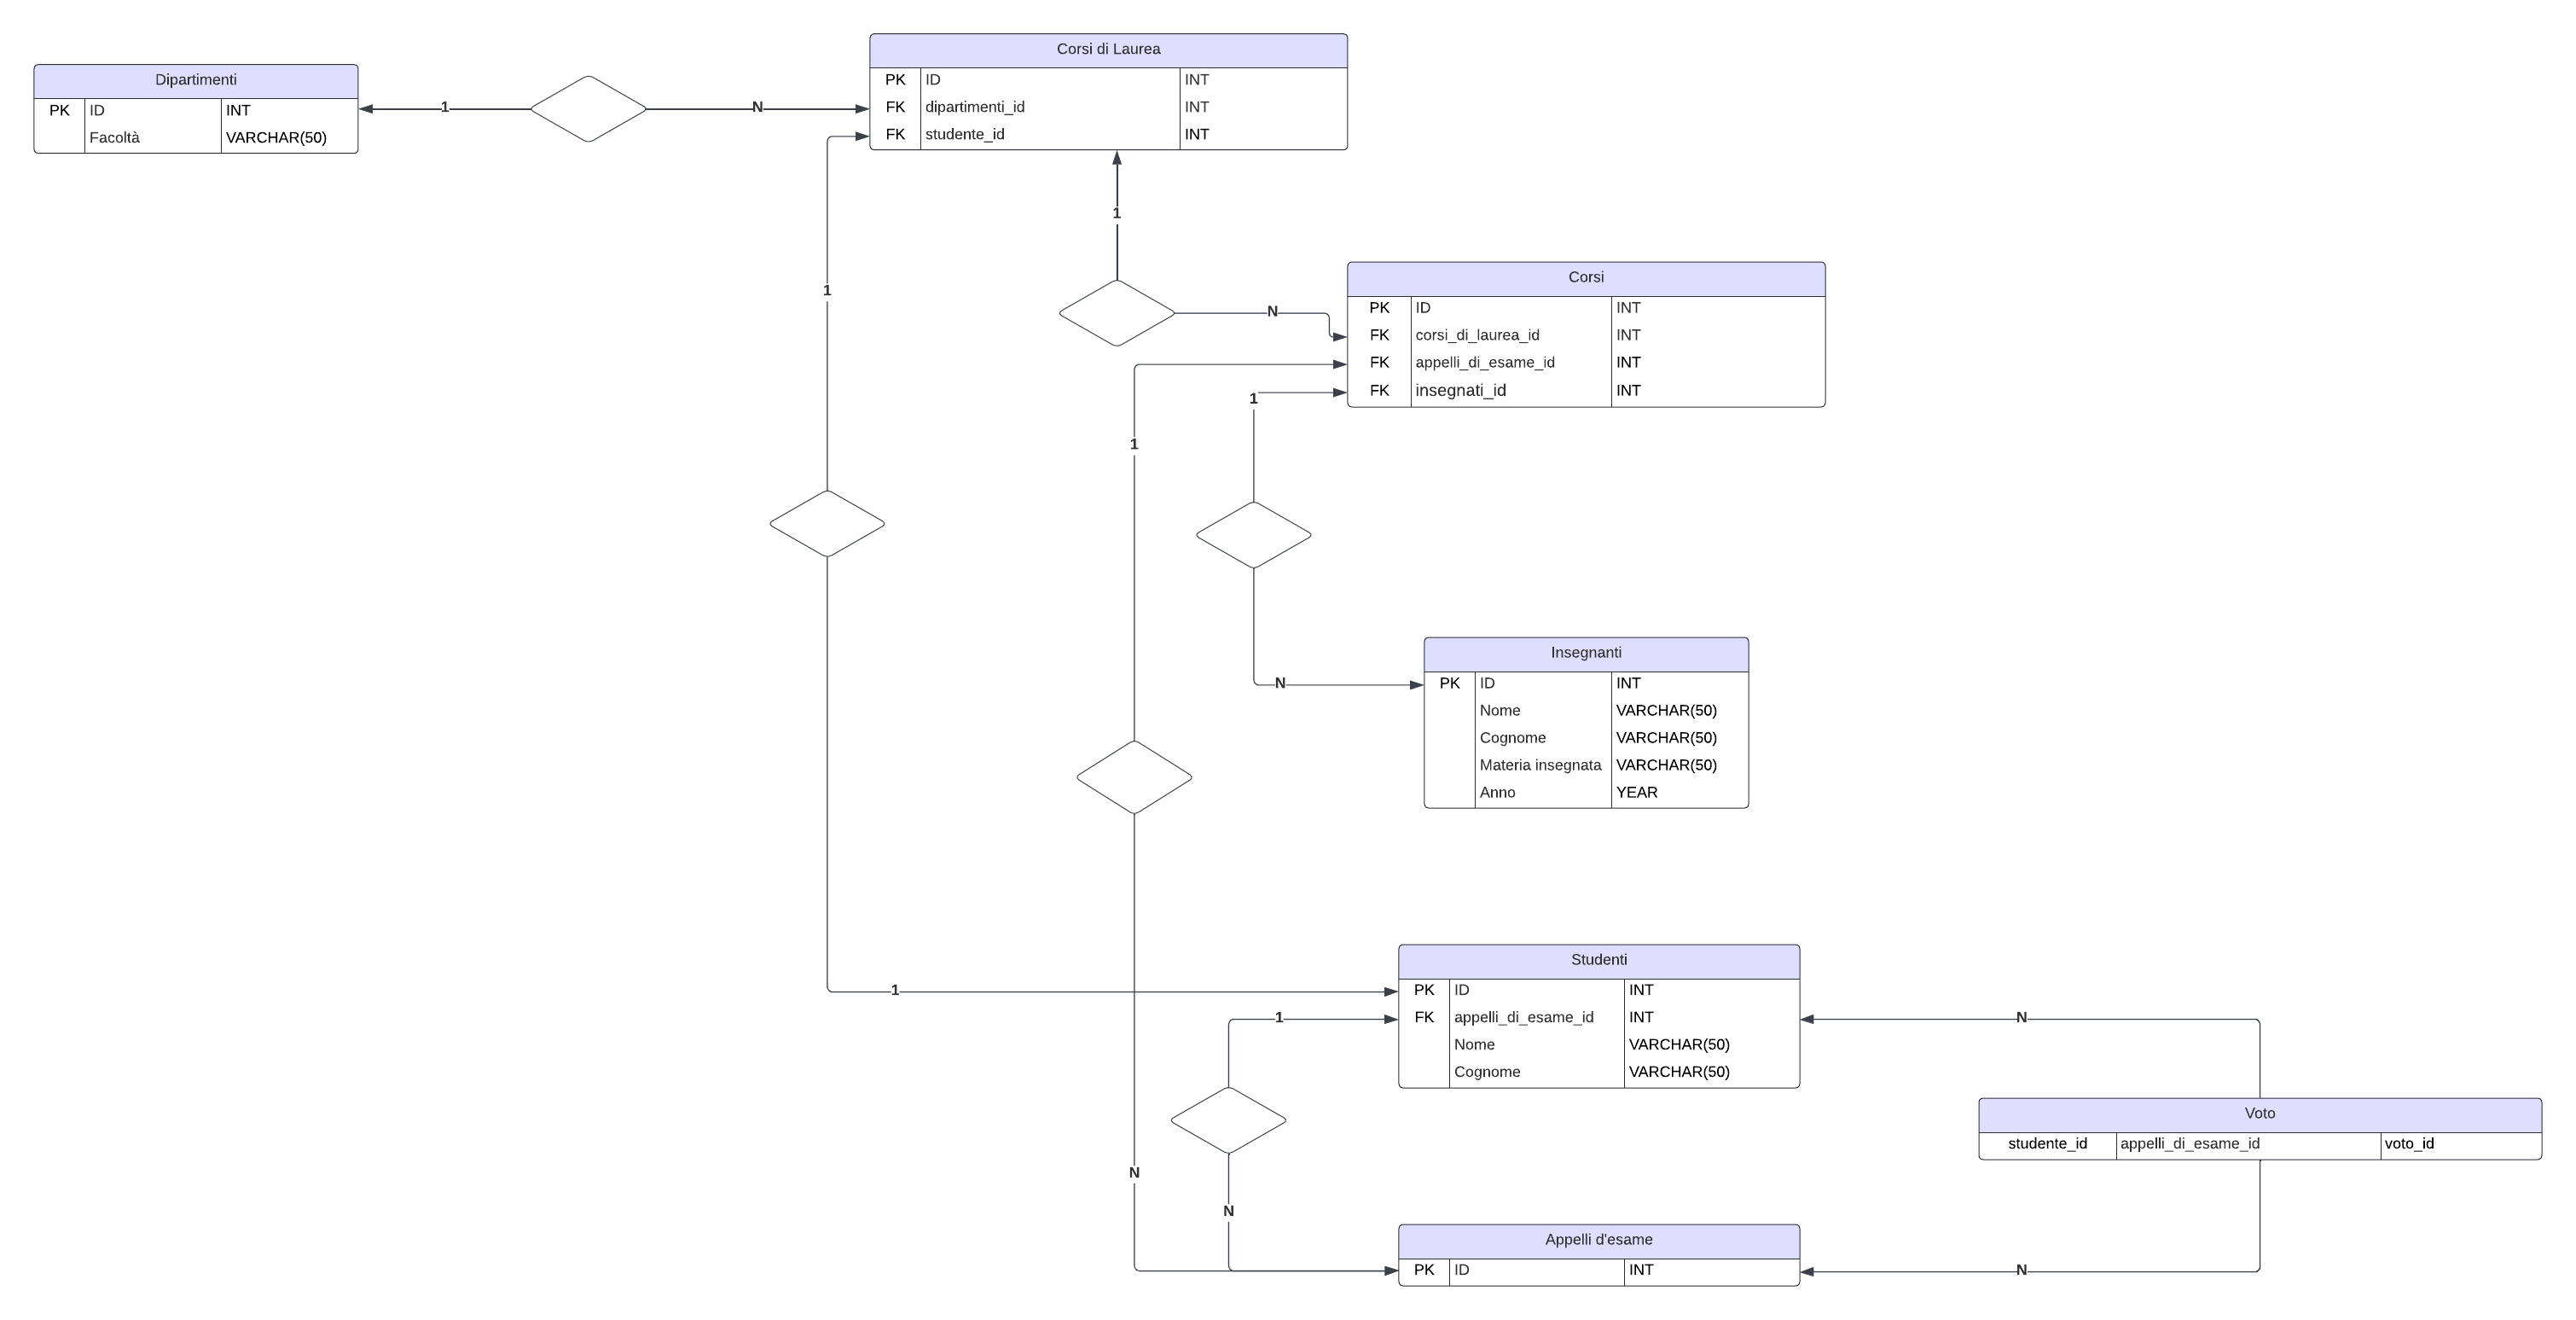 Corsi di Laurea
PK ID INT
FK dipartimenti_id INT
FK studente_id INT
Dipartimenti
PK ID INT
Facoltà VARCHAR(50)
1
N
1
1
Corsi
PK ID INT
FK corsi_di_laurea_id INT
FK appelli_di_esame_id INT
FK insegnati_id INT
N
1
1
N
Insegnanti
PK ID INT
Nome VARCHAR(50)
Cognome VARCHAR(50)
Materia insegnata VARCHAR(50)
Anno YEAR
Studenti
PK ID INT
FK appelli_di_esame_id INT
Nome VARCHAR(50)
Cognome VARCHAR(50)
1
1
N
Voto
studente_id appelli_di_esame_id voto_id
N
N
Appelli d'esame
PK ID INT
N